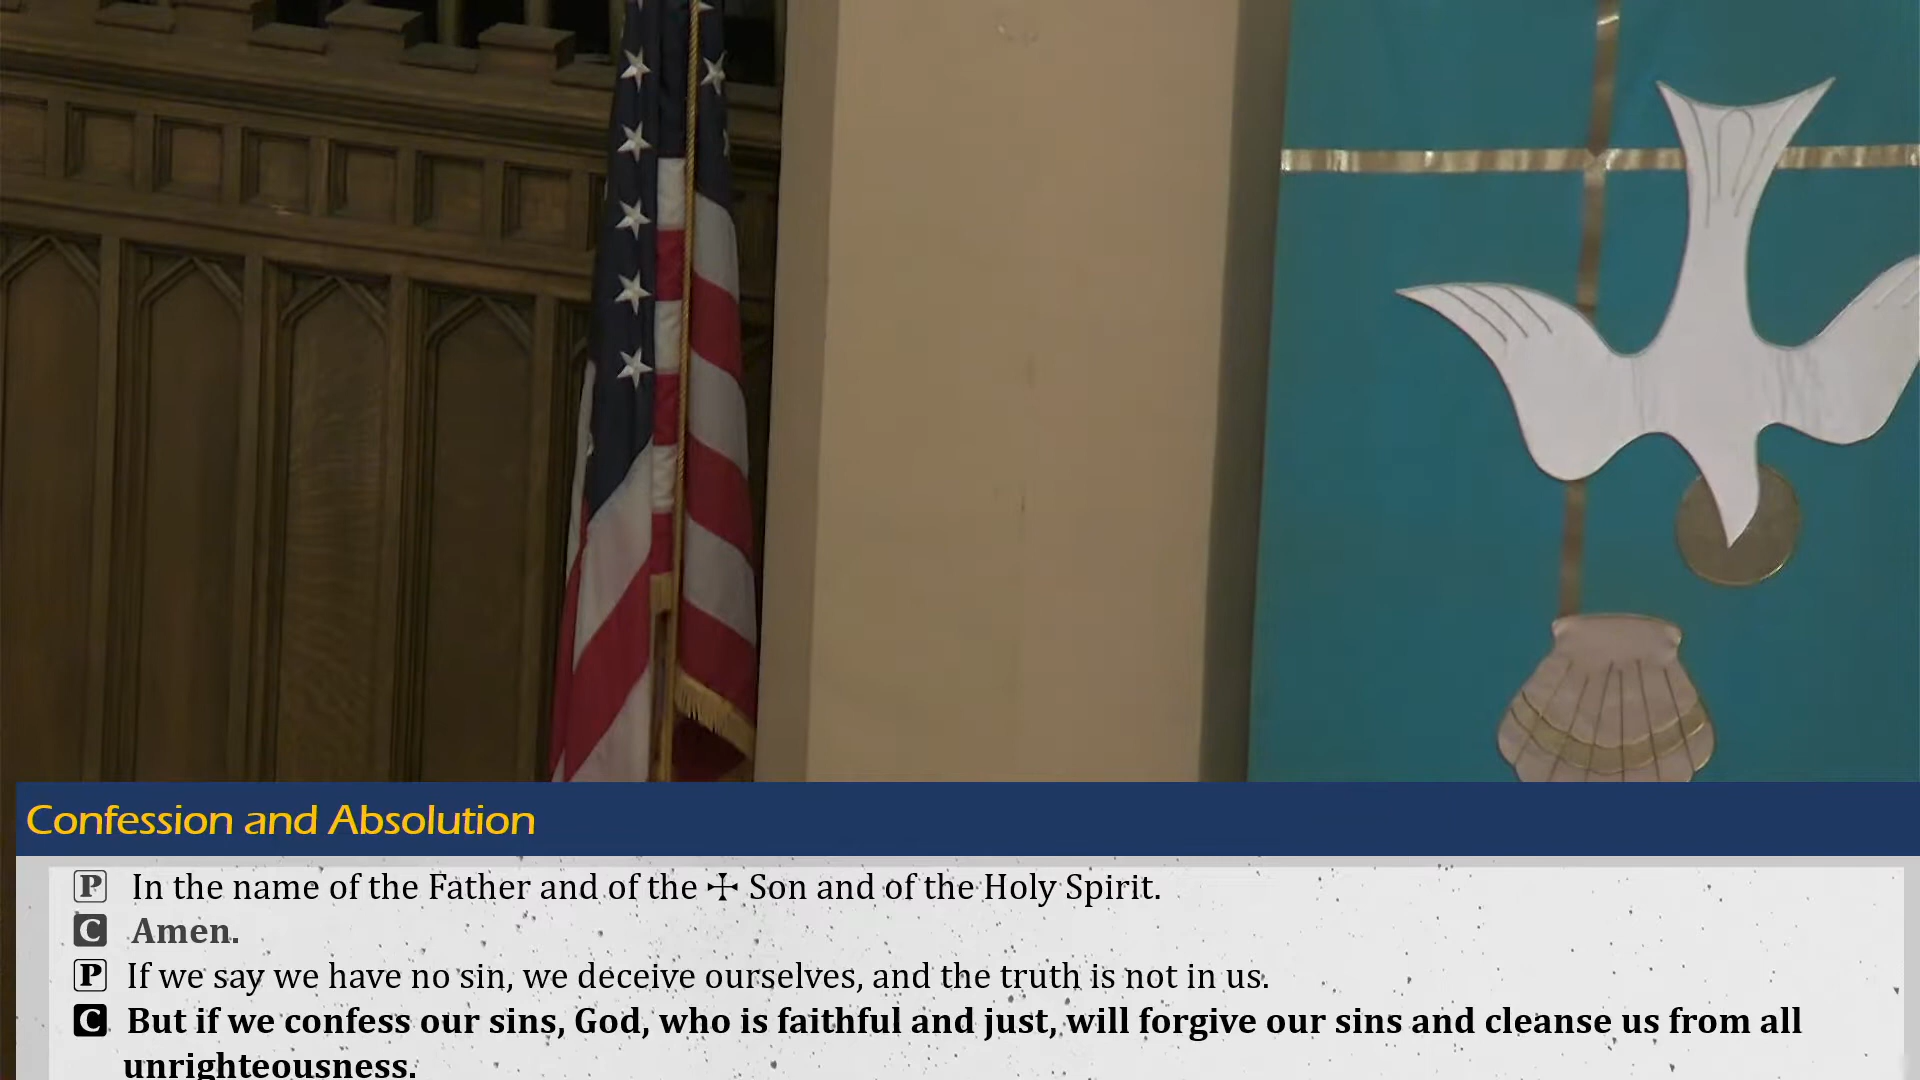 Confession and Absolution
P In the name of the Father and of the ☩ Son and of the Holy Spirit.
C Amen.
P If we say we have no sin, we deceive ourselves, and the truth is not in us.
C But if we confess our sins, God, who is faithful and just, will forgive our sins and cleanse us from all
unrighteousness.